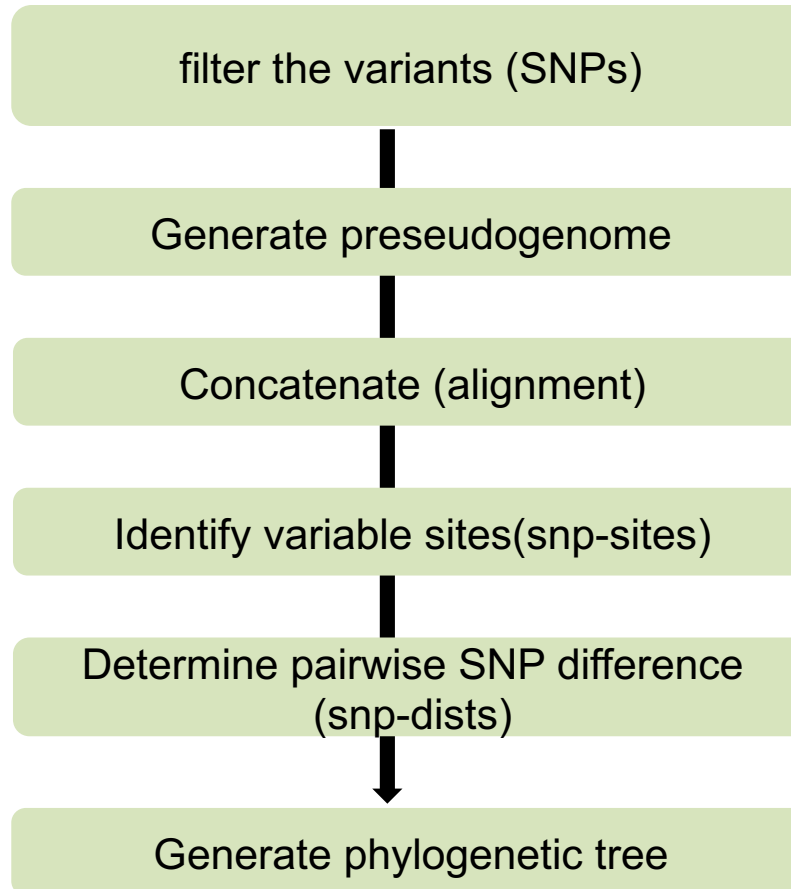 filter the variants (SNPs)
Generate preseudogenome
Concatenate (alignment)
Identify variable sites(snp-sites)
Determine pairwise SNP difference
(snp-dists)
Generate phylogenetic tree